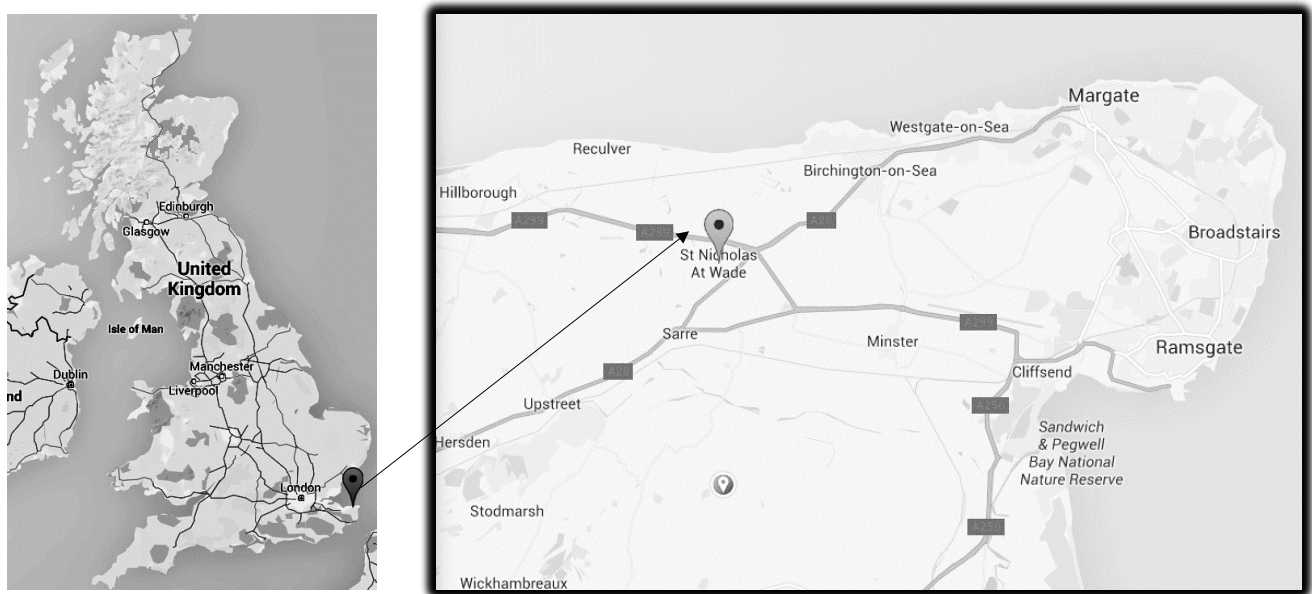 Edinburgh
Glasgow
United
Kingdom
Isle of Man
Dublin
nd
Manchester
Liverpool
London
Margate
Westgate-on-Sea
Reculver
Birchington-on-Sea
Hillborough
A299
A28
A299
Broadstairs
St Nicholas
At Wade
A299
Sarre
Minster
Ramsgate
Cliffsend
A28
Upstreet
A256
Hersden
Sandwich
& Pegwell
Bay National
Nature Reserve
Stodmarsh
A256
Wickhambreaux